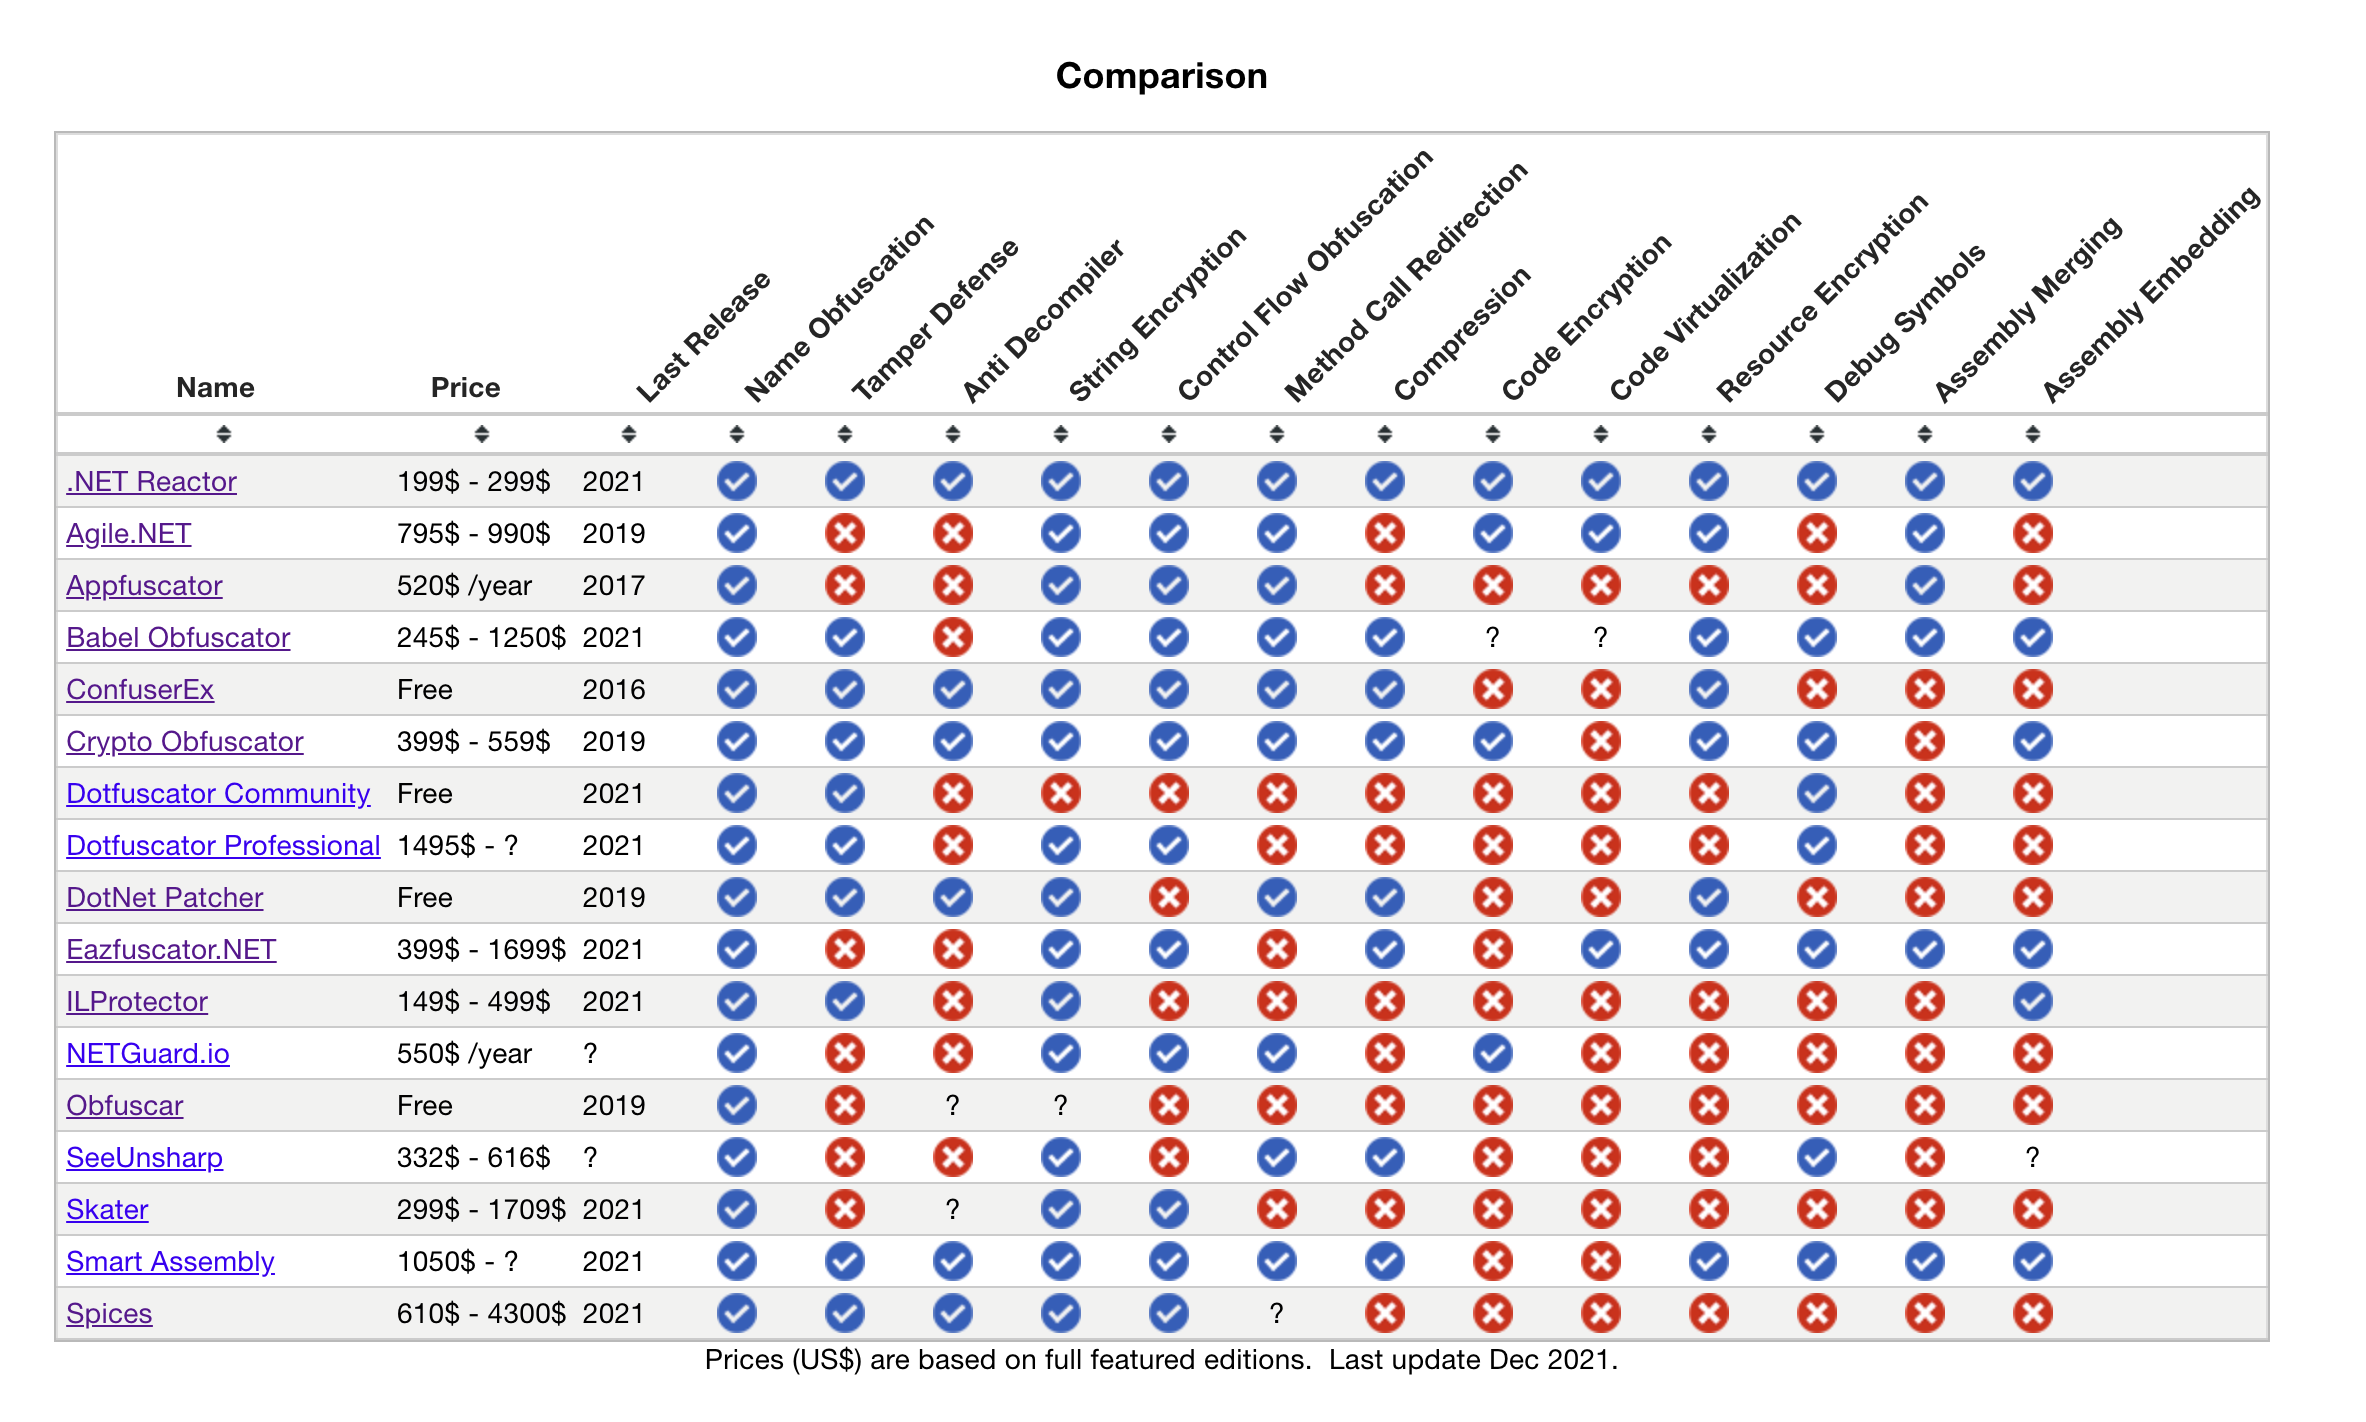 Comparison
Name Price Last Release Name Obfuscation Tamper Defense Anti Decompiler String Encryption Control Flow Obfuscation Method Call Redirection Compression Code Encryption Code Virtualization Resource Encryption Debug Symbols Assembly Merging Assembly Embedding
.NET Reactor 199$ - 299$ 2021
Agile.NET 795$ - 990$ 2019
Appfuscator 520$ /year 2017
Babel Obfuscator 245$ - 1250$ 2021 ? ?
ConfuserEx Free 2016
Crypto Obfuscator 399$ - 559$ 2019
Dotfuscator Community Free 2021
Dotfuscator Professional 1495$ - ? 2021
DotNet Patcher Free 2019
Eazfuscator.NET 399$ - 1699$ 2021
ILProtector 149$ - 499$ 2021
NETGuard.io 550$ /year ?
Obfuscar Free 2019 ? ?
SeeUnsharp 332$ - 616$ ? ?
Skater 299$ - 1709$ 2021 ?
Smart Assembly 1050$ - ? 2021
Spices 610$ - 4300$ 2021 ?
Prices (US$) are based on full featured editions. Last update Dec 2021.